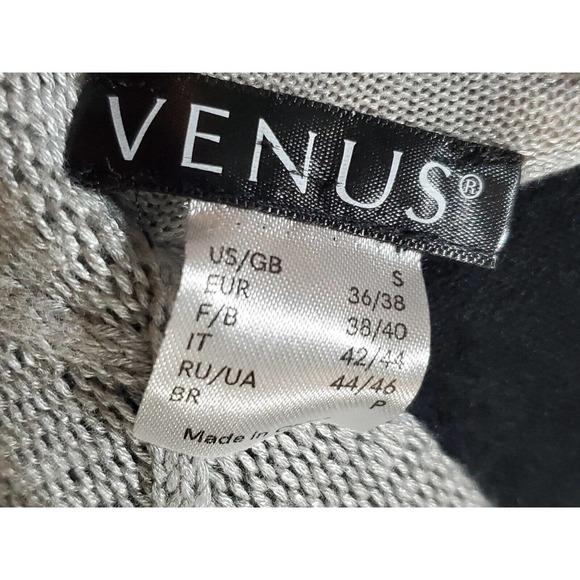 VENUS®
US/GB S
EUR 36/38
F/B 38/40
IT 42/44
RU/UA 44/46
BR P
Made in